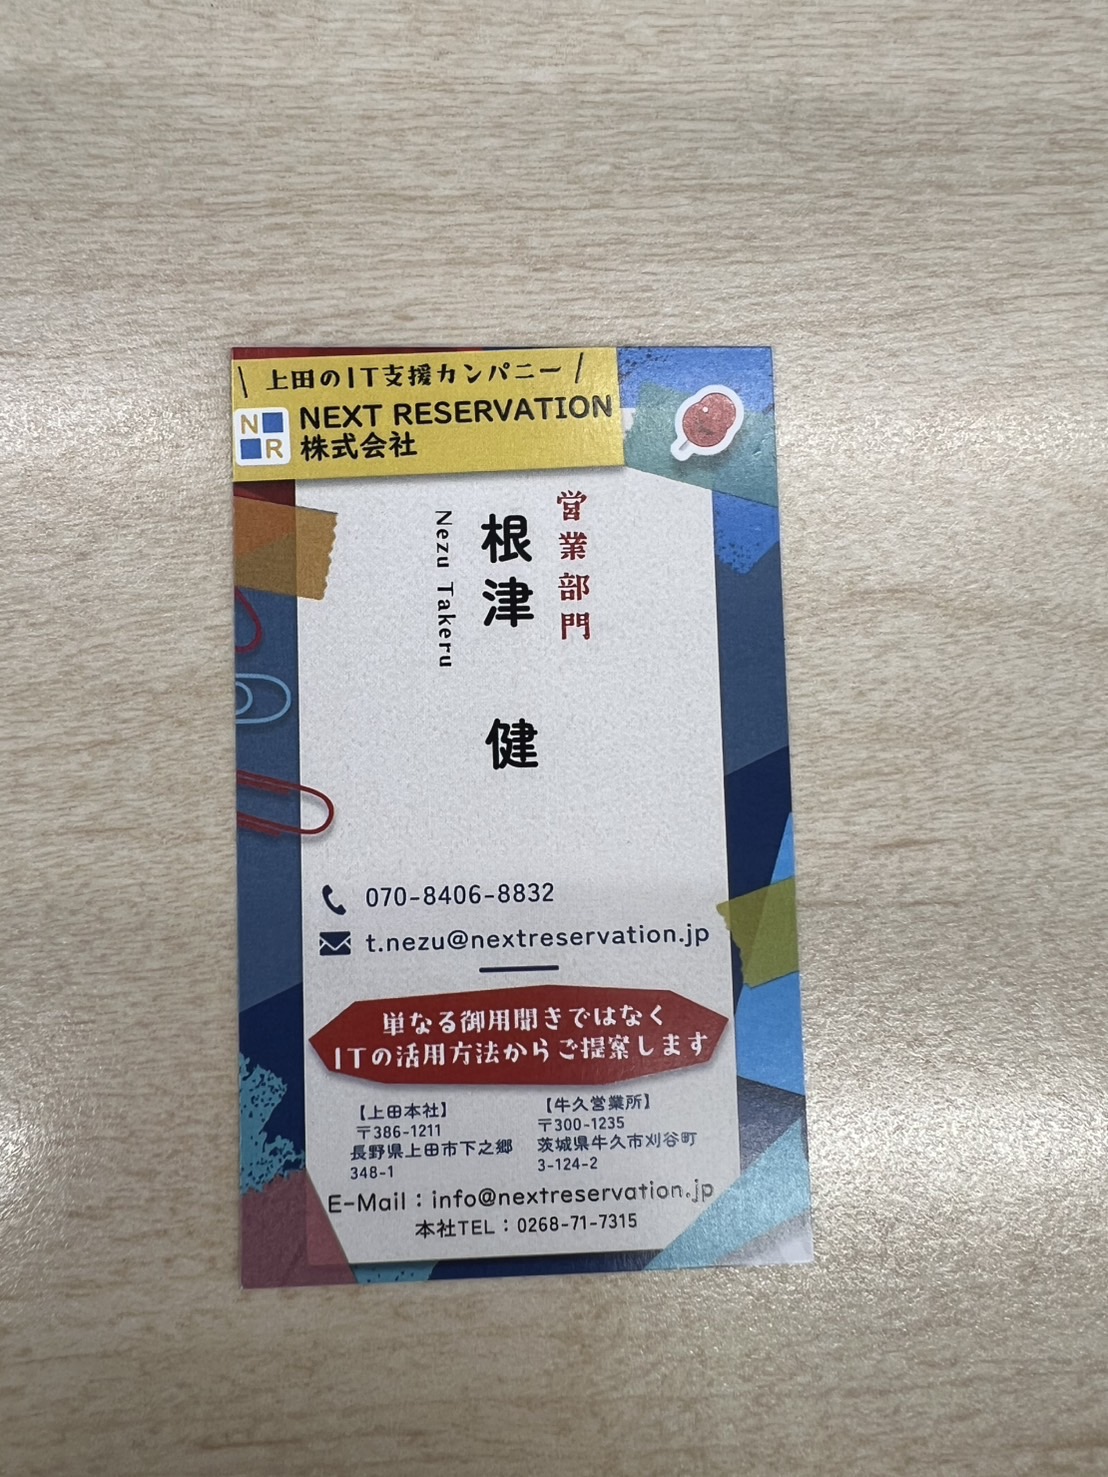 \ 上田のIT支援カンパニー /
N R
NEXT RESERVATION
株式会社
営業部門
根津 健
Nezu Takeru
070-8406-8832
t.nezu@nextreservation.jp
単なる御用聞きではなく
ITの活用方法からご提案します
【上田本社】
〒386-1211
長野県上田市下之郷
348-1
【牛久営業所】
〒300-1235
茨城県牛久市刈谷町
3-124-2
E-Mail：info@nextreservation.jp
本社TEL：0268-71-7315